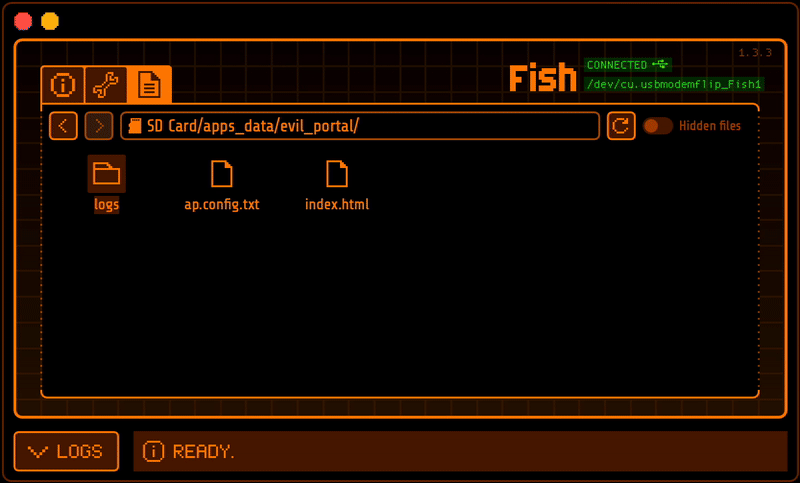 1.3.3
Fish
CONNECTED
/dev/cu.usbmodemflip_Fish1
SD Card/apps_data/evil_portal/
Hidden files
logs
ap.config.txt
index.html
LOGS
READY.